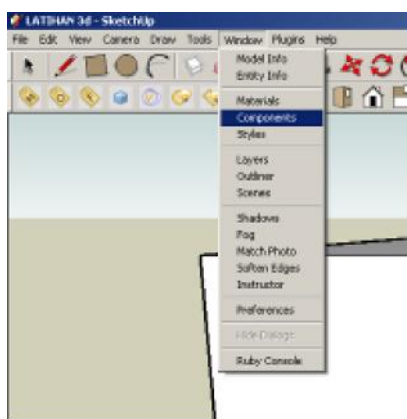 LATIHAN 3d - SketchUp
File Edit View Camera Draw Tools Window Plugins Help
Model Info
Entity Info
Materials
Components
Styles
Layers
Outliner
Scenes
Shadows
Fog
Match Photo
Soften Edges
Instructor
Preferences
Hide Dialogs
Ruby Console